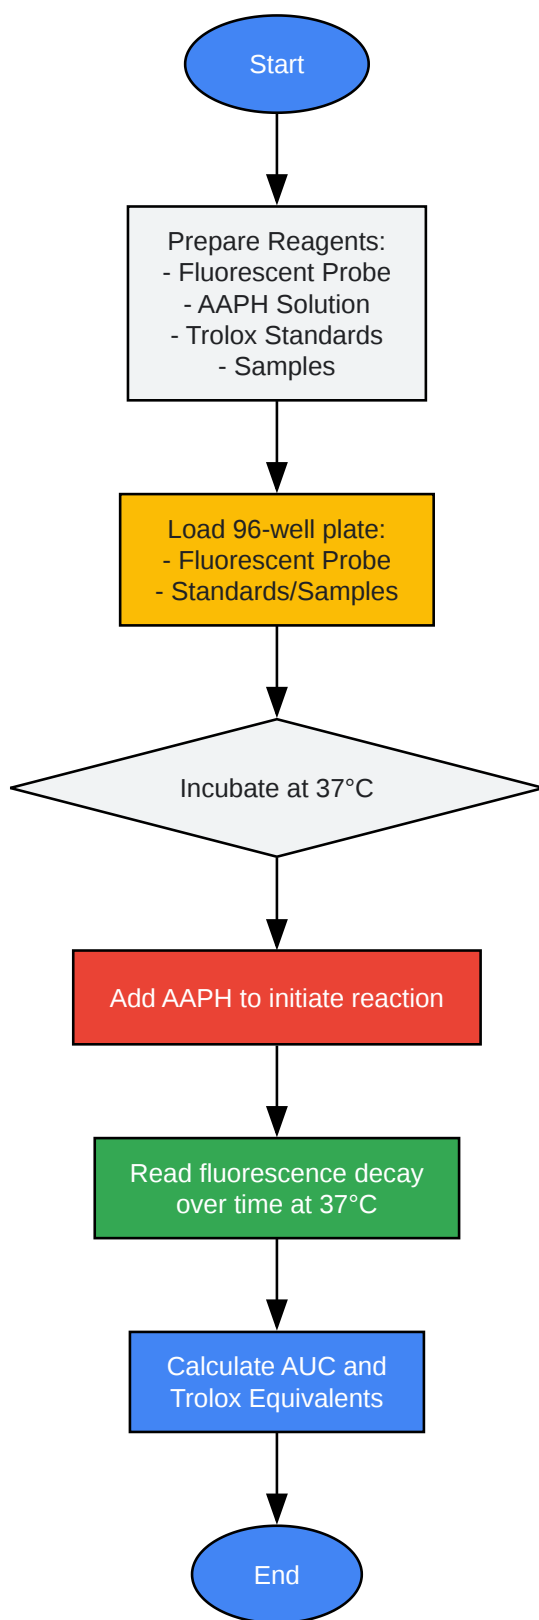 Start
Prepare Reagents:
- Fluorescent Probe
- AAPH Solution
- Trolox Standards
- Samples
Load 96-well plate:
- Fluorescent Probe
- Standards/Samples
Incubate at 37°C
Add AAPH to initiate reaction
Read fluorescence decay
over time at 37°C
Calculate AUC and
Trolox Equivalents
End